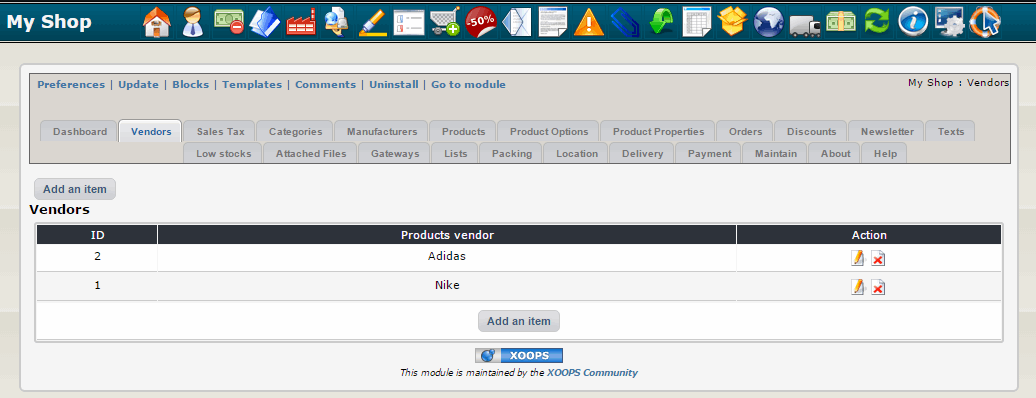 My Shop
-50%
Preferences | Update | Blocks | Templates | Comments | Uninstall | Go to module
My Shop : Vendors
Dashboard Vendors Sales Tax Categories Manufacturers Products Product Options Product Properties Orders Discounts Newsletter Texts
Low stocks Attached Files Gateways Lists Packing Location Delivery Payment Maintain About Help
Add an item
Vendors
ID Products vendor Action
2 Adidas
1 Nike
Add an item
XOOPS
This module is maintained by the XOOPS Community